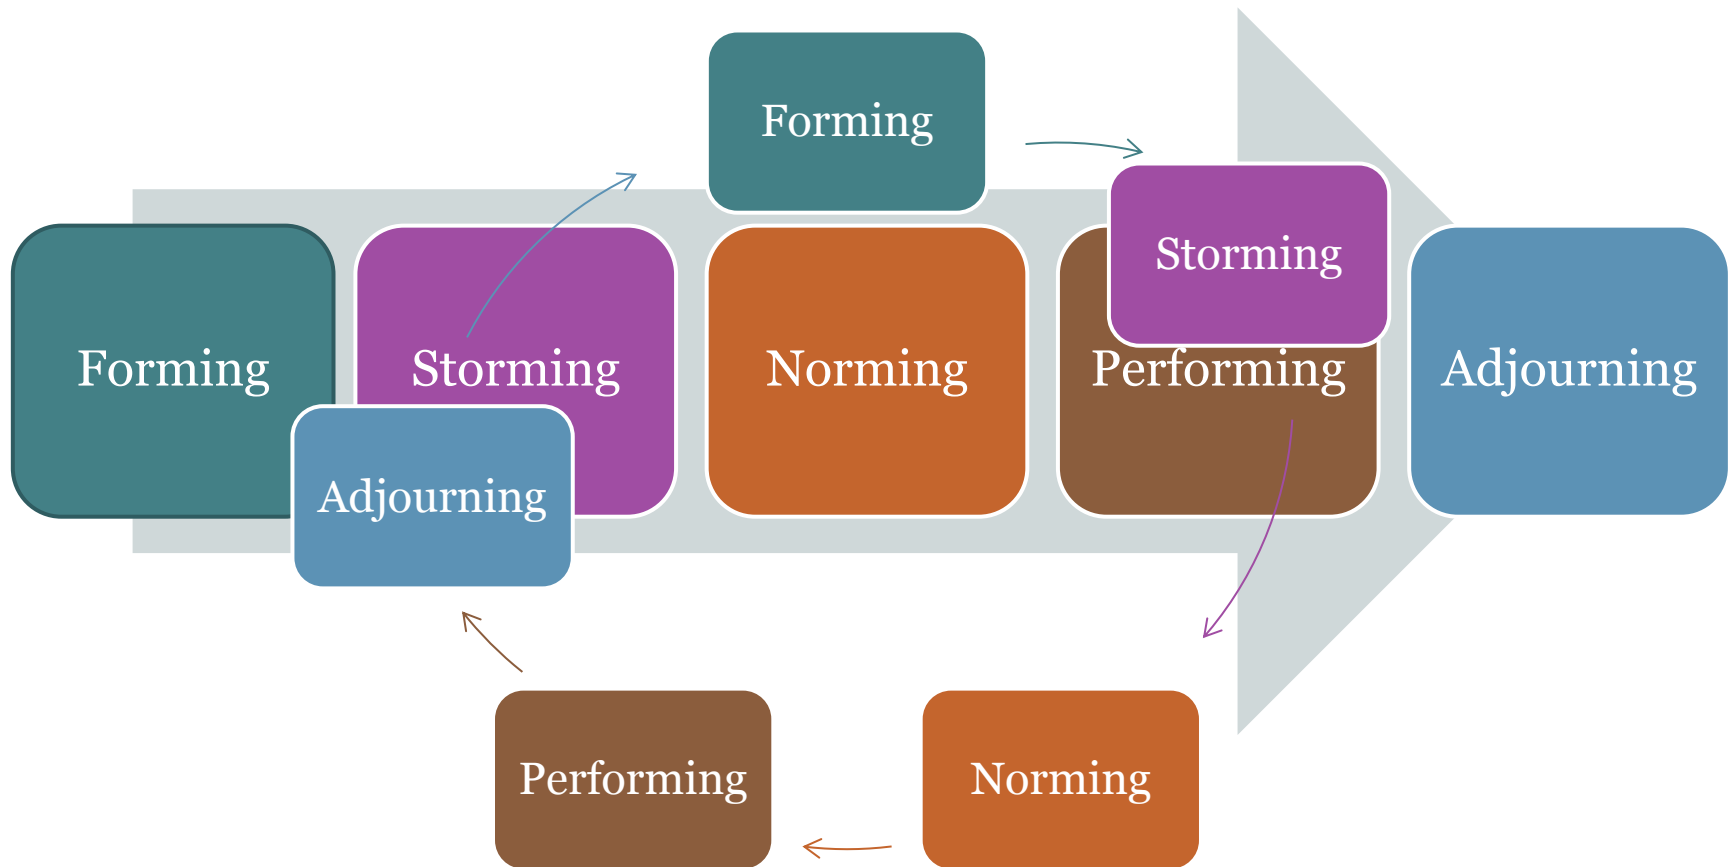 Forming
Storming
Forming
Storming
Norming
Performing
Adjourning
Adjourning
Performing
Norming